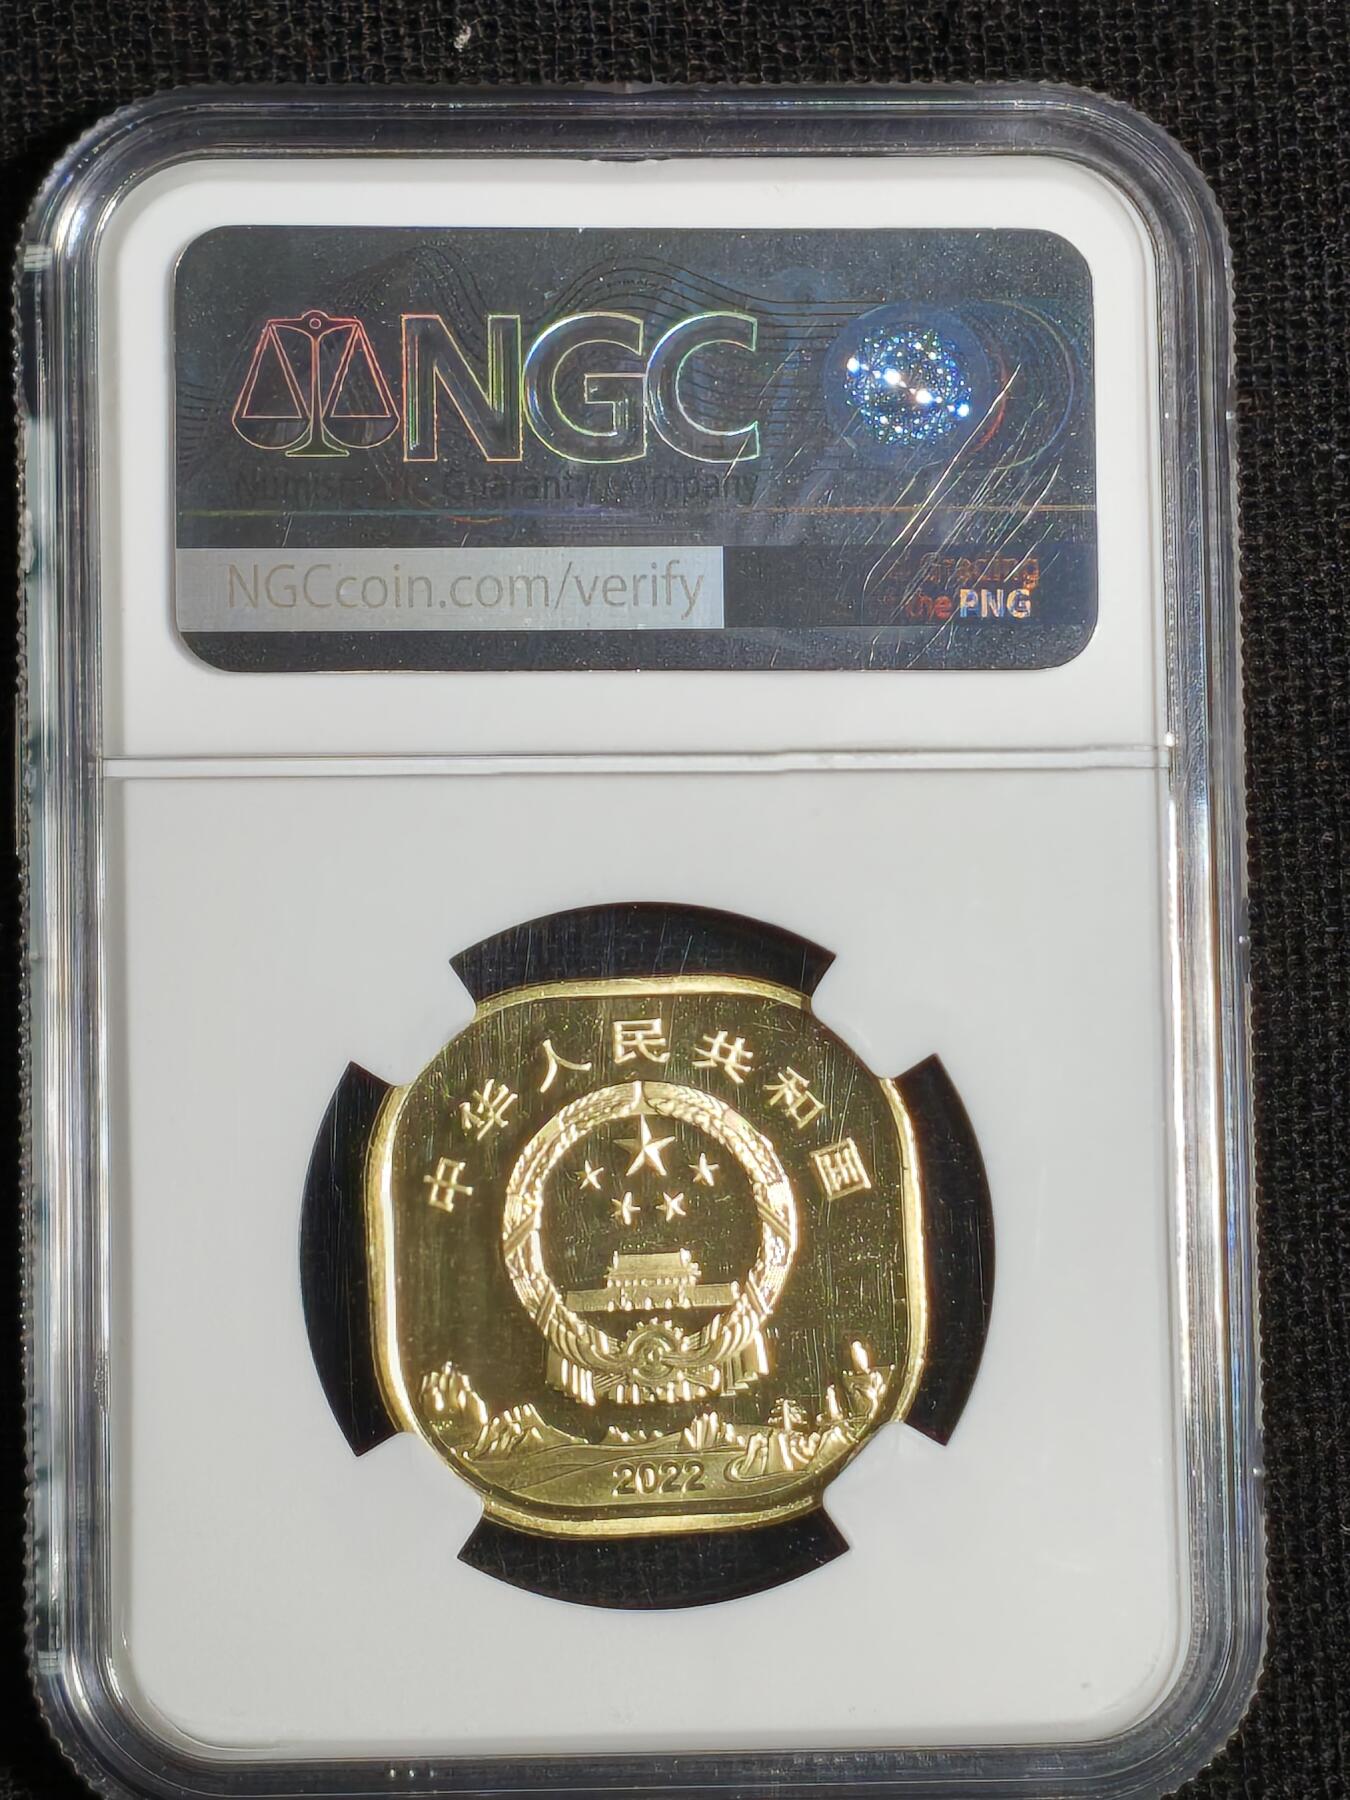 NGC
Numismatic Guaranty Company
NGCcoin.com/verify
Grading
the PNG
中华人民共和国
2022